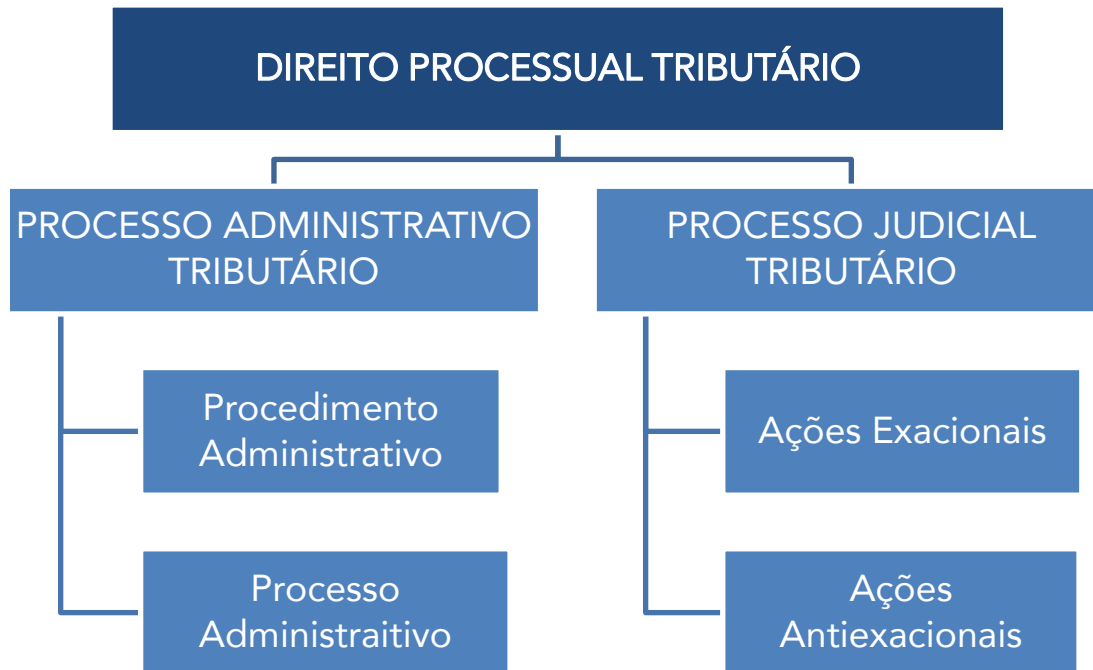 DIREITO PROCESSUAL TRIBUTÁRIO
PROCESSO ADMINISTRATIVO
TRIBUTÁRIO
Procedimento
Administrativo
Processo
Administraitivo
PROCESSO JUDICIAL
TRIBUTÁRIO
Ações Exacionais
Ações
Antiexacionais